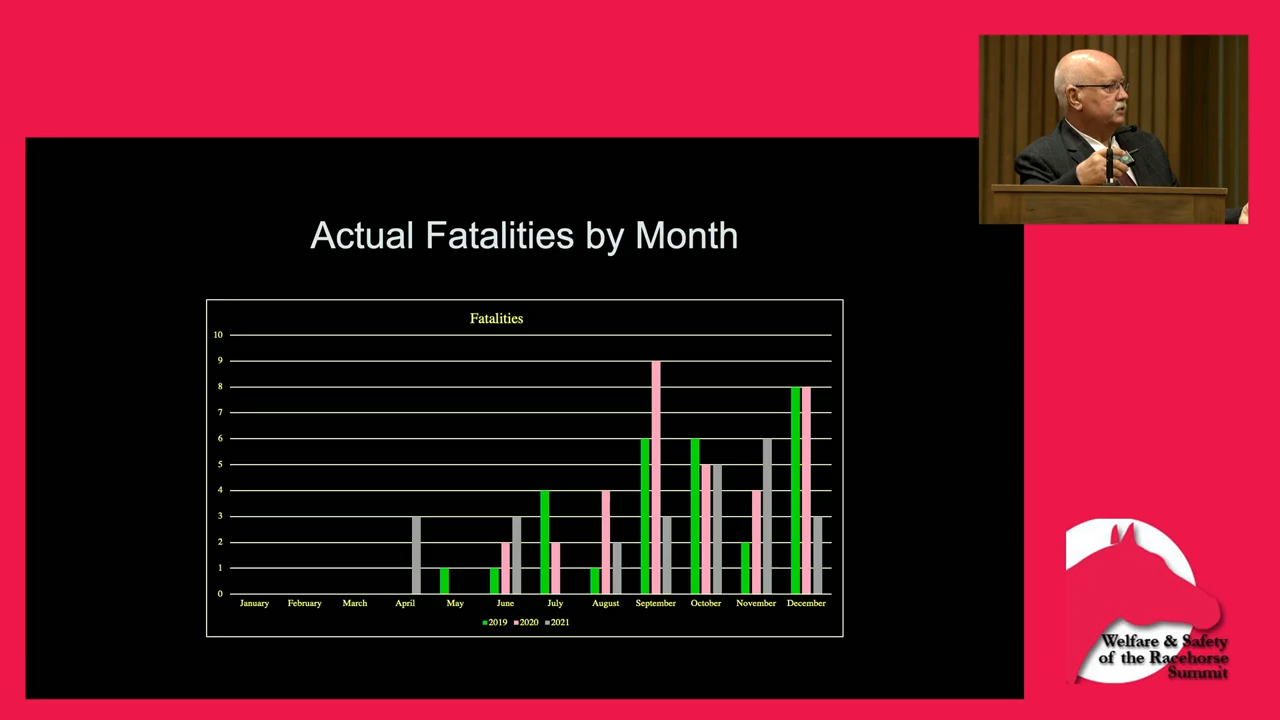 Actual Fatalities by Month
Fatalities
10
9
8
7
6
5
4
3
2
1
0
January February March April May June July August September October November December
2019 2020 2021
Welfare & Safety
of the Racehorse
Summit